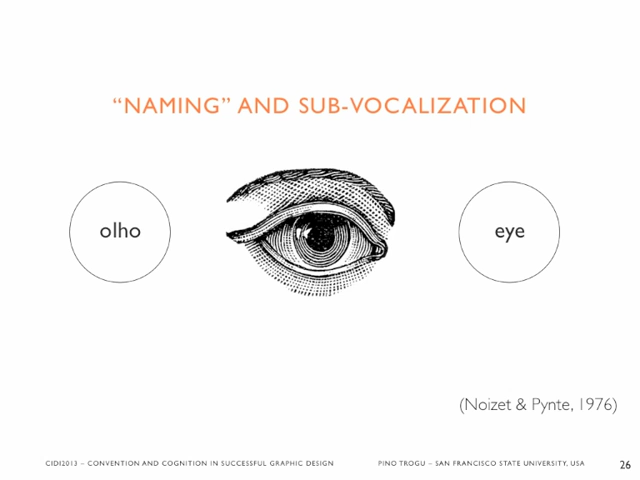 “NAMING” AND SUB-VOCALIZATION
olho
eye
(Noizet & Pynte, 1976)
CIDI2013 – CONVENTION AND COGNITION IN SUCCESSFUL GRAPHIC DESIGN
PINO TROGU – SAN FRANCISCO STATE UNIVERSITY, USA
26